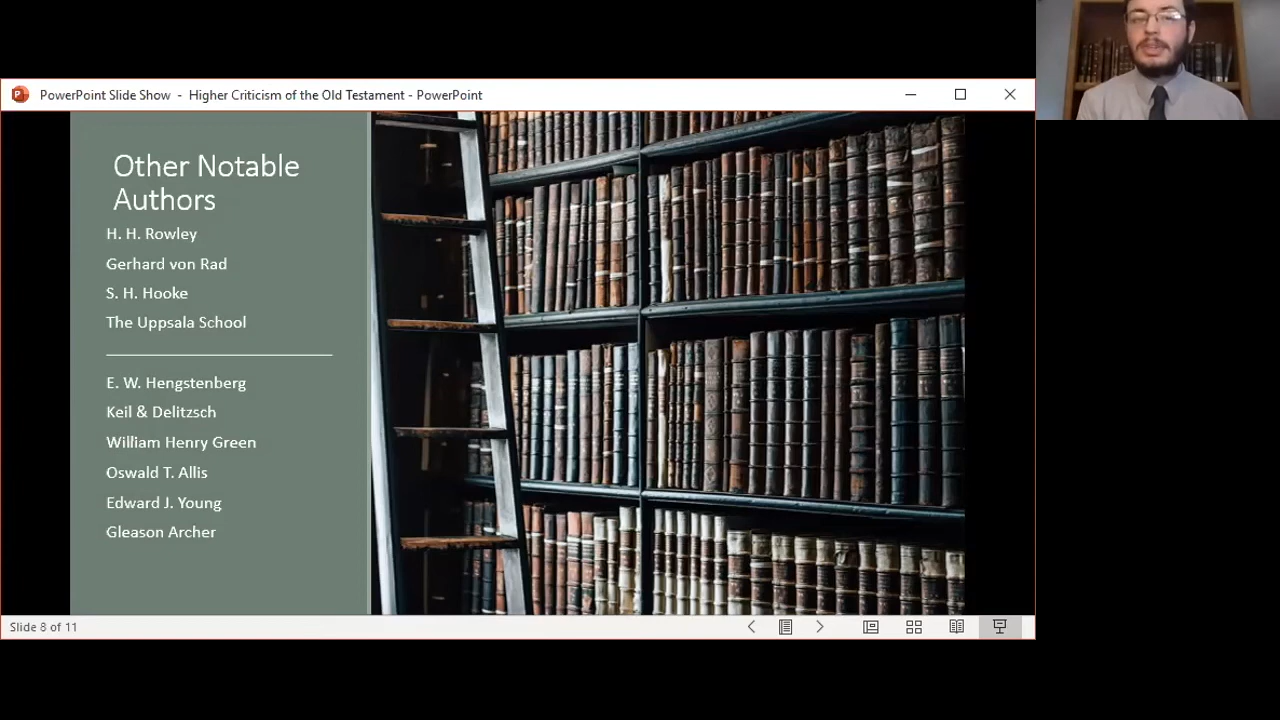 PowerPoint Slide Show - Higher Criticism of the Old Testament - PowerPoint
Other Notable
Authors
H. H. Rowley
Gerhard von Rad
S. H. Hooke
The Uppsala School
E. W. Hengstenberg
Keil & Delitzsch
William Henry Green
Oswald T. Allis
Edward J. Young
Gleason Archer
Slide 8 of 11